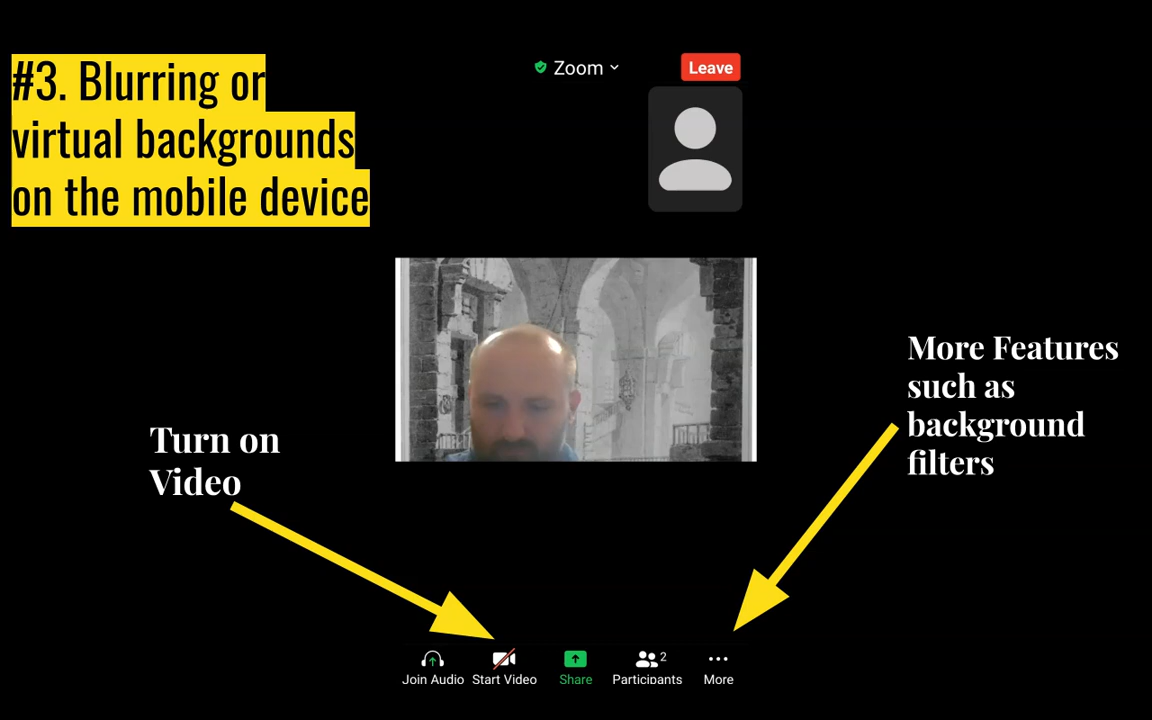 #3. Blurring or
virtual backgrounds
on the mobile device
Zoom
Leave
More Features
such as
background
filters
Turn on
Video
2
Join Audio Start Video Share Participants More